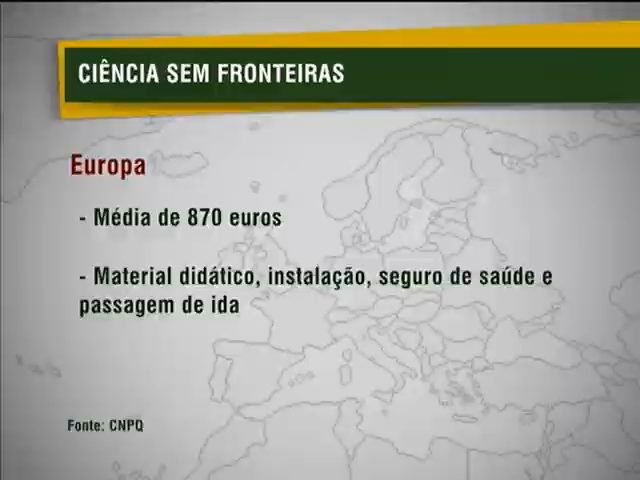 CIÊNCIA SEM FRONTEIRAS
Europa
- Média de 870 euros
- Material didático, instalação, seguro de saúde e
passagem de ida
Fonte: CNPQ